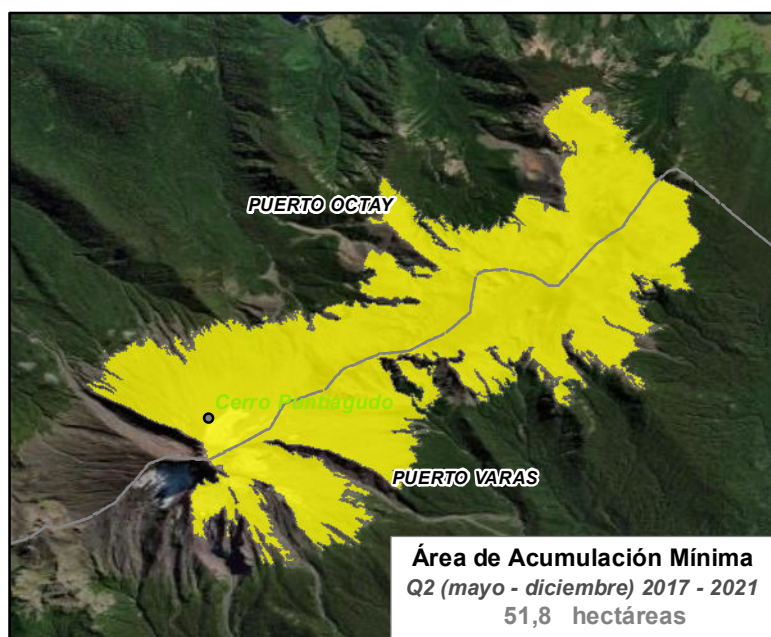 PUERTO OCTAY
Cerro Puntiagudo
PUERTO VARAS
Área de Acumulación Mínima
Q2 (mayo - diciembre) 2017 - 2021
51,8 hectáreas